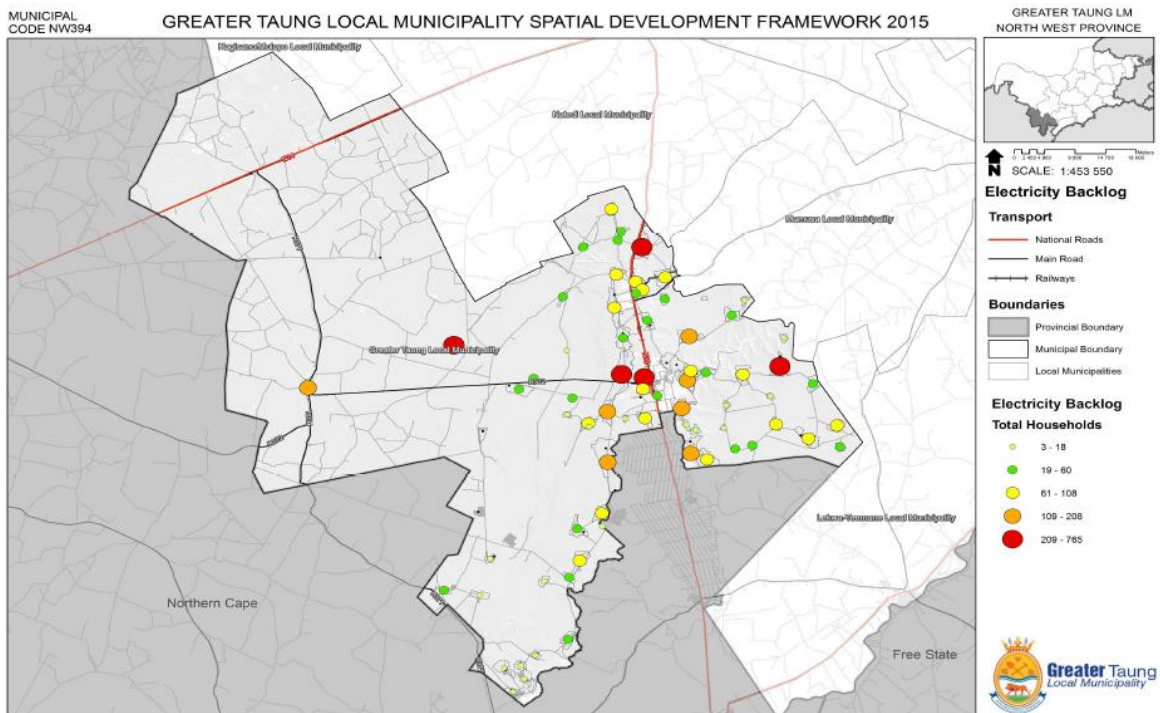 MUNICIPAL
CODE NW394
GREATER TAUNG LOCAL MUNICIPALITY SPATIAL DEVELOPMENT FRAMEWORK 2015
GREATER TAUNG LM
NORTH WEST PROVINCE
Kagisano/Molopo Local Municipality
Naledi Local Municipality
Mamusa Local Municipality
Greater Taung Local Municipality
Lekwa-Teemane Local Municipality
Northern Cape
Free State
Meters
N
SCALE: 1:453 550
Electricity Backlog
Transport
National Roads
Main Road
Railways
Boundaries
Provincial Boundary
Municipal Boundary
Local Municipalities
Electricity Backlog
Total Households
3 - 18
19 - 60
61 - 108
109 - 208
209 - 765
Greater Taung
Local Municipality